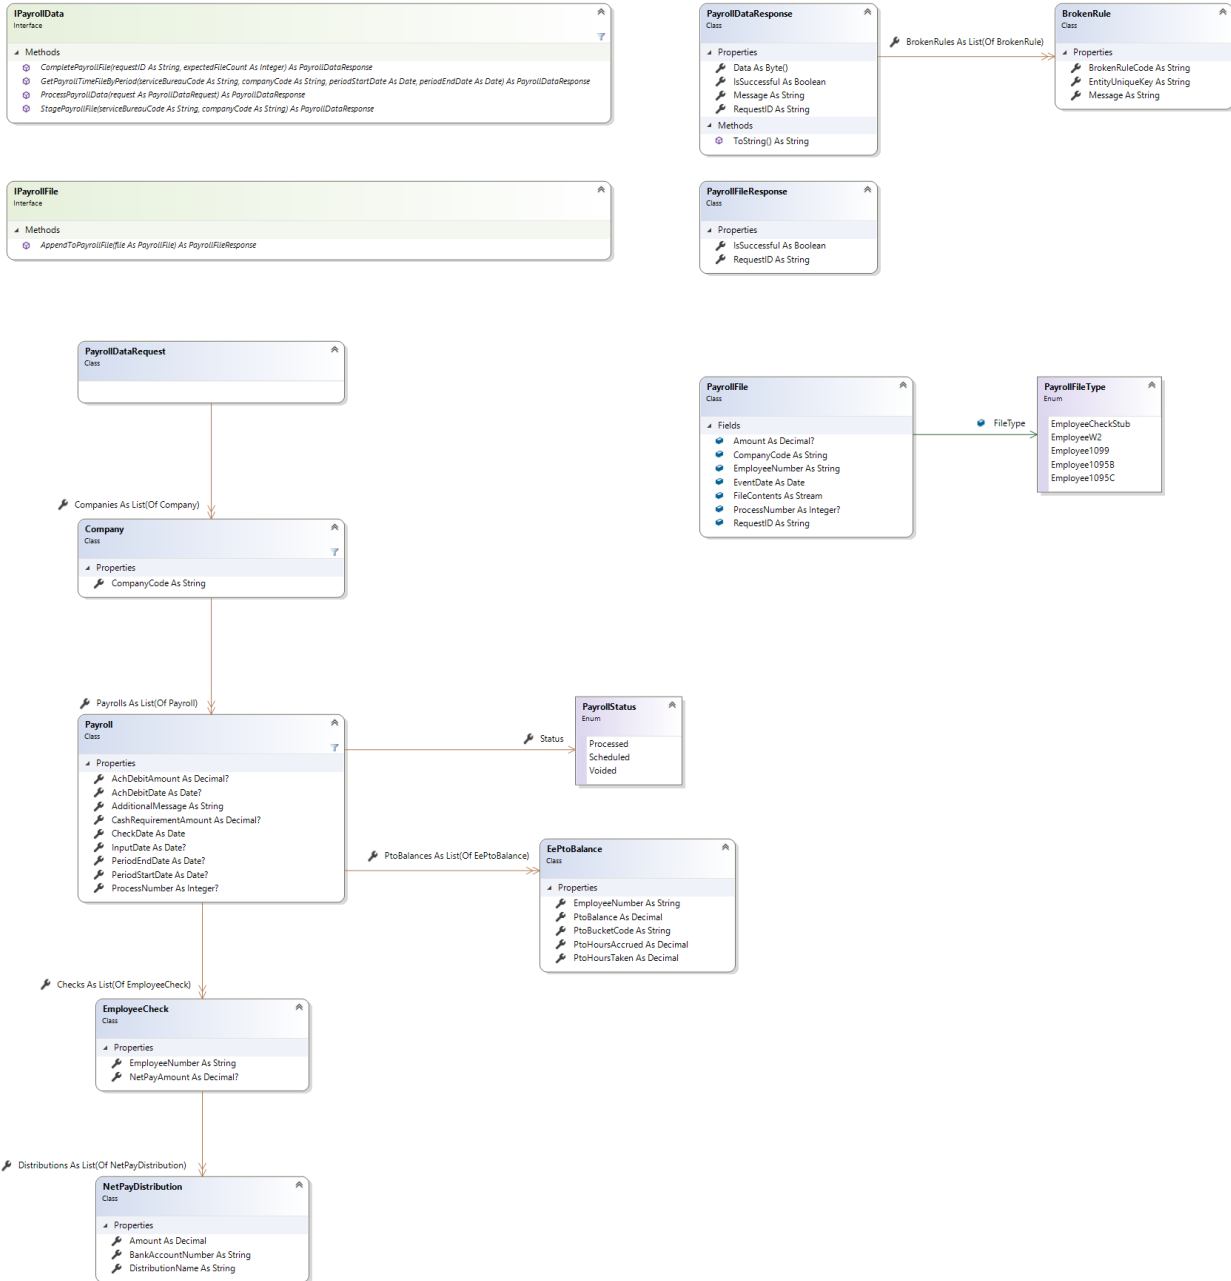 IPayrollData
Interface
Methods
CompletePayrollFile(requestID As String, expectedFileCount As Integer) As PayrollDataResponse
GetPayrollTimeFileByPeriod(serviceBureauCode As String, companyCode As String, periodStartDate As Date, periodEndDate As Date) As PayrollDataResponse
ProcessPayrollData(request As PayrollDataRequest) As PayrollDataResponse
StagePayrollFile(serviceBureauCode As String, companyCode As String) As PayrollDataResponse
PayrollDataResponse
Class
Properties
Data As Byte()
IsSuccessful As Boolean
Message As String
RequestID As String
Methods
ToString() As String
BrokenRules As List(Of BrokenRule)
BrokenRule
Class
Properties
BrokenRuleCode As String
EntityUniqueKey As String
Message As String
IPayrollFile
Interface
Methods
AppendToPayrollFile(file As PayrollFile) As PayrollFileResponse
PayrollFileResponse
Class
Properties
IsSuccessful As Boolean
RequestID As String
PayrollDataRequest
Class
Companies As List(Of Company)
Company
Class
Properties
CompanyCode As String
PayrollFile
Class
Fields
Amount As Decimal?
CompanyCode As String
EmployeeNumber As String
EventDate As Date
FileContents As Stream
ProcessNumber As Integer?
RequestID As String
FileType
PayrollFileType
Enum
EmployeeCheckStub
EmployeeW2
Employee1099
Employee1095B
Employee1095C
Payrolls As List(Of Payroll)
Payroll
Class
Properties
AchDebitAmount As Decimal?
AchDebitDate As Date?
AdditionalMessage As String
CashRequirementAmount As Decimal?
CheckDate As Date
InputDate As Date?
PeriodEndDate As Date?
PeriodStartDate As Date?
ProcessNumber As Integer?
Status
PayrollStatus
Enum
Processed
Scheduled
Voided
PtoBalances As List(Of EePtoBalance)
EePtoBalance
Class
Properties
EmployeeNumber As String
PtoBalance As Decimal
PtoBucketCode As String
PtoHoursAccrued As Decimal
PtoHoursTaken As Decimal
Checks As List(Of EmployeeCheck)
EmployeeCheck
Class
Properties
EmployeeNumber As String
NetPayAmount As Decimal?
Distributions As List(Of NetPayDistribution)
NetPayDistribution
Class
Properties
Amount As Decimal
BankAccountNumber As String
DistributionName As String